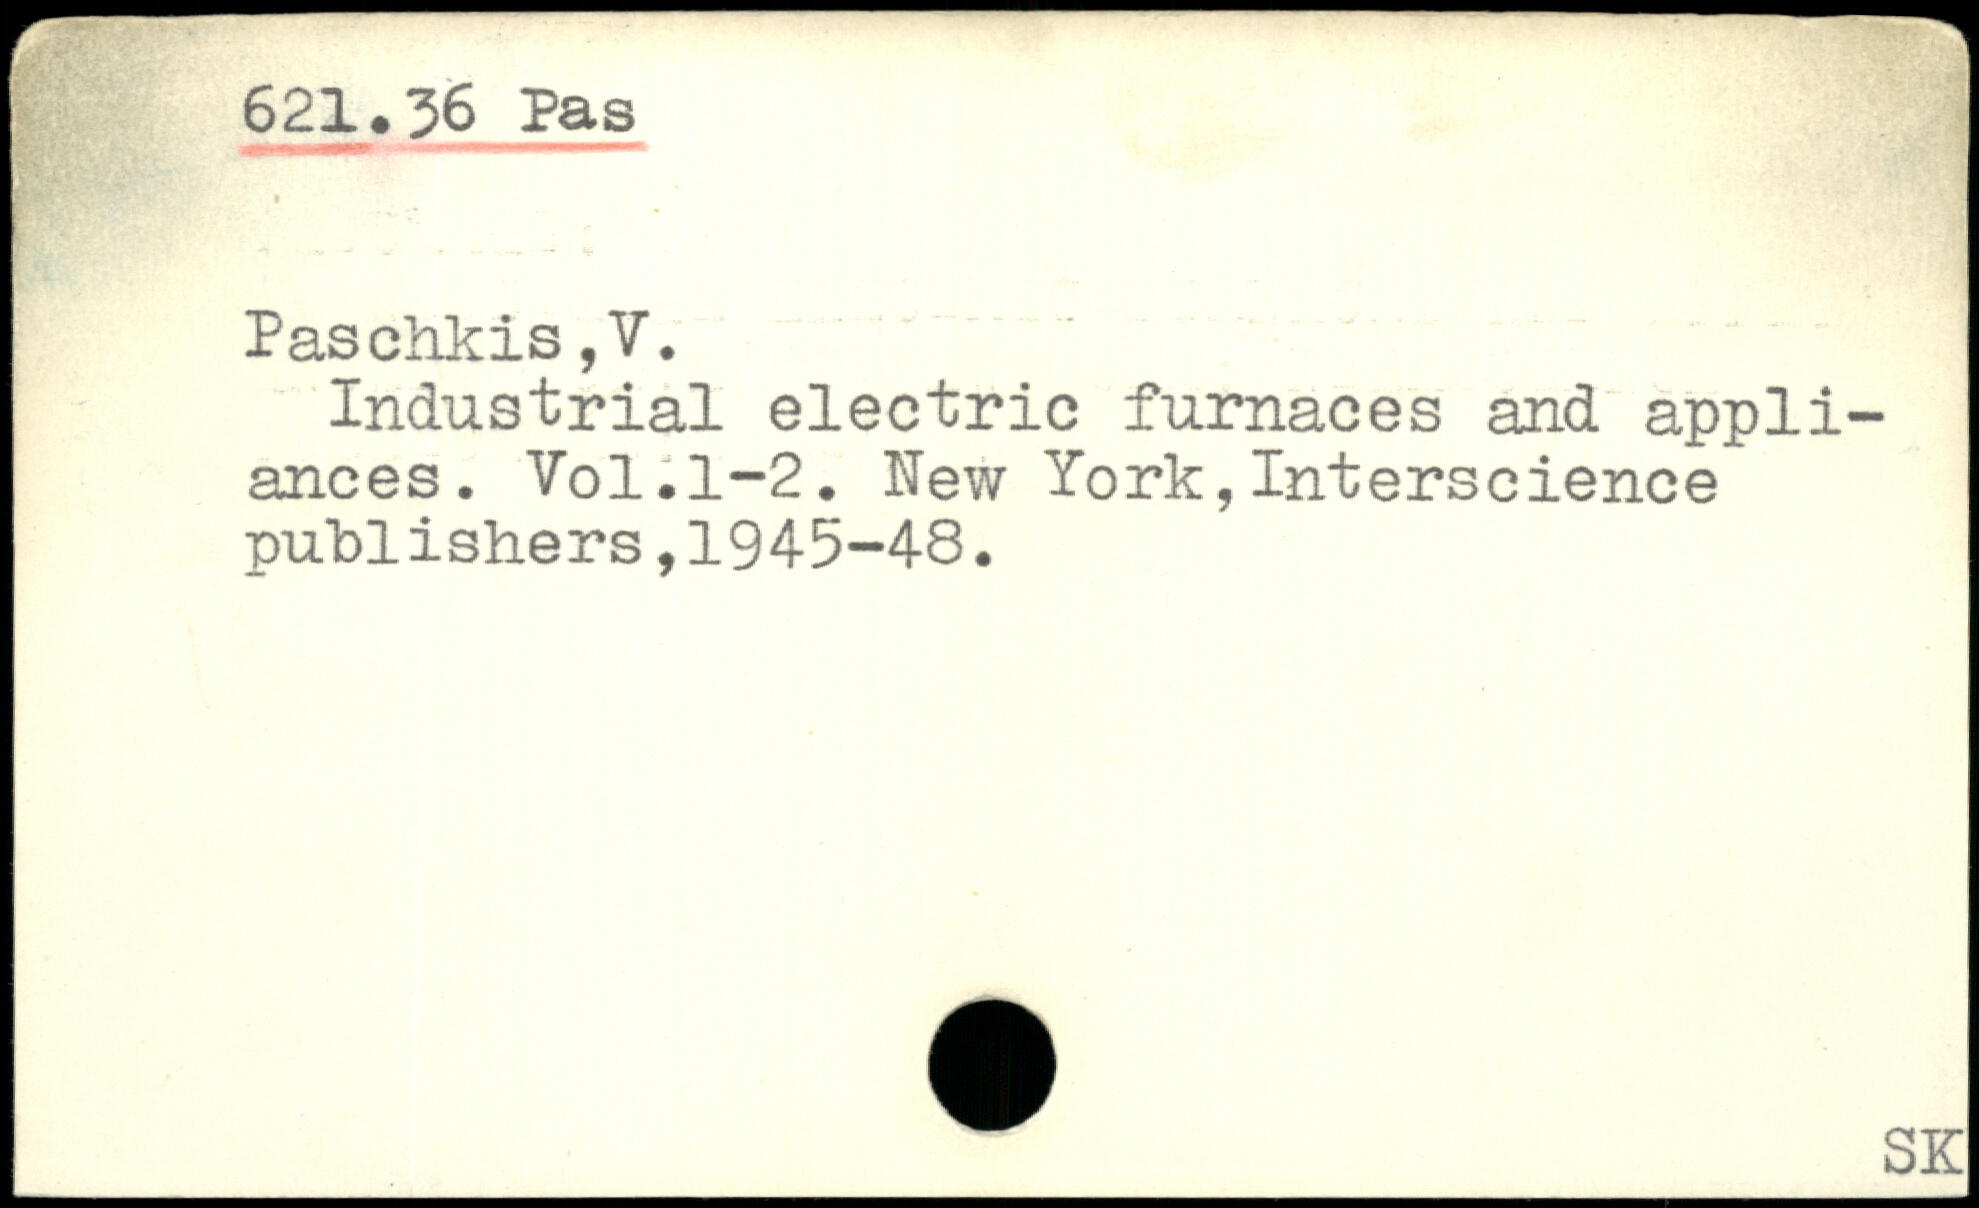 621.36 Pas
Paschkis,V.
Industrial electric furnaces and appli-
ances. Vol.1-2. New York,Interscience
publishers,1945-48.
SK